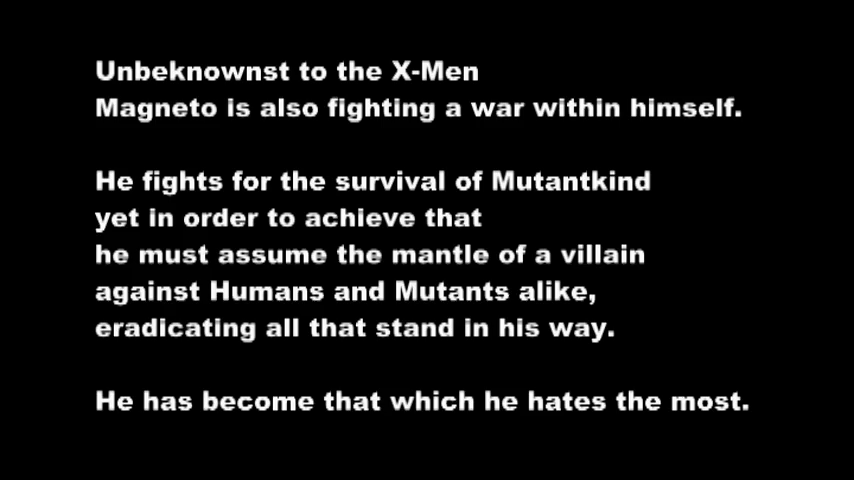 Unbeknownst to the X-Men
Magneto is also fighting a war within himself.
He fights for the survival of Mutantkind
yet in order to achieve that
he must assume the mantle of a villain
against Humans and Mutants alike,
eradicating all that stand in his way.
He has become that which he hates the most.